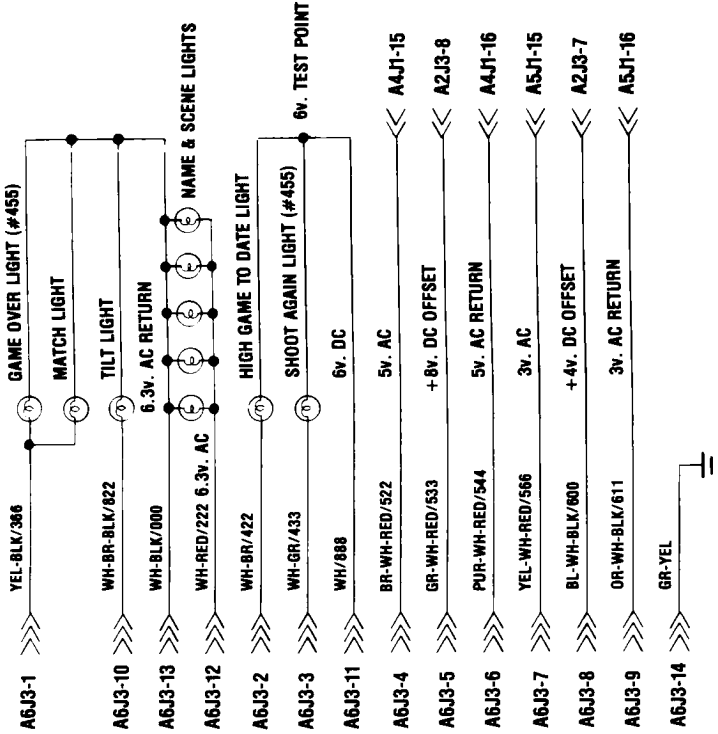 A6J3-1 YEL-BLK/366 GAME OVER LIGHT (#455)
MATCH LIGHT
A6J3-10 WH-BR-BLK/822 TILT LIGHT
A6J3-13 WH-BLK/000 6.3v. AC RETURN
NAME & SCENE LIGHTS
A6J3-12 WH-RED/222 6.3v. AC
A6J3-2 WH-BR/422 HIGH GAME TO DATE LIGHT
A6J3-3 WH-GR/433 SHOOT AGAIN LIGHT (#455) 6v. TEST POINT
A6J3-11 WH/888 6v. DC
A6J3-4 BR-WH-RED/522 5v. AC A4J1-15
A6J3-5 GR-WH-RED/533 +8v. DC OFFSET A2J3-8
A6J3-6 PUR-WH-RED/544 5v. AC RETURN A4J1-16
A6J3-7 YEL-WH-RED/566 3v. AC A5J1-15
A6J3-8 BL-WH-BLK/600 +4v. DC OFFSET A2J3-7
A6J3-9 OR-WH-BLK/611 3v. AC RETURN A5J1-16
A6J3-14 GR-YEL